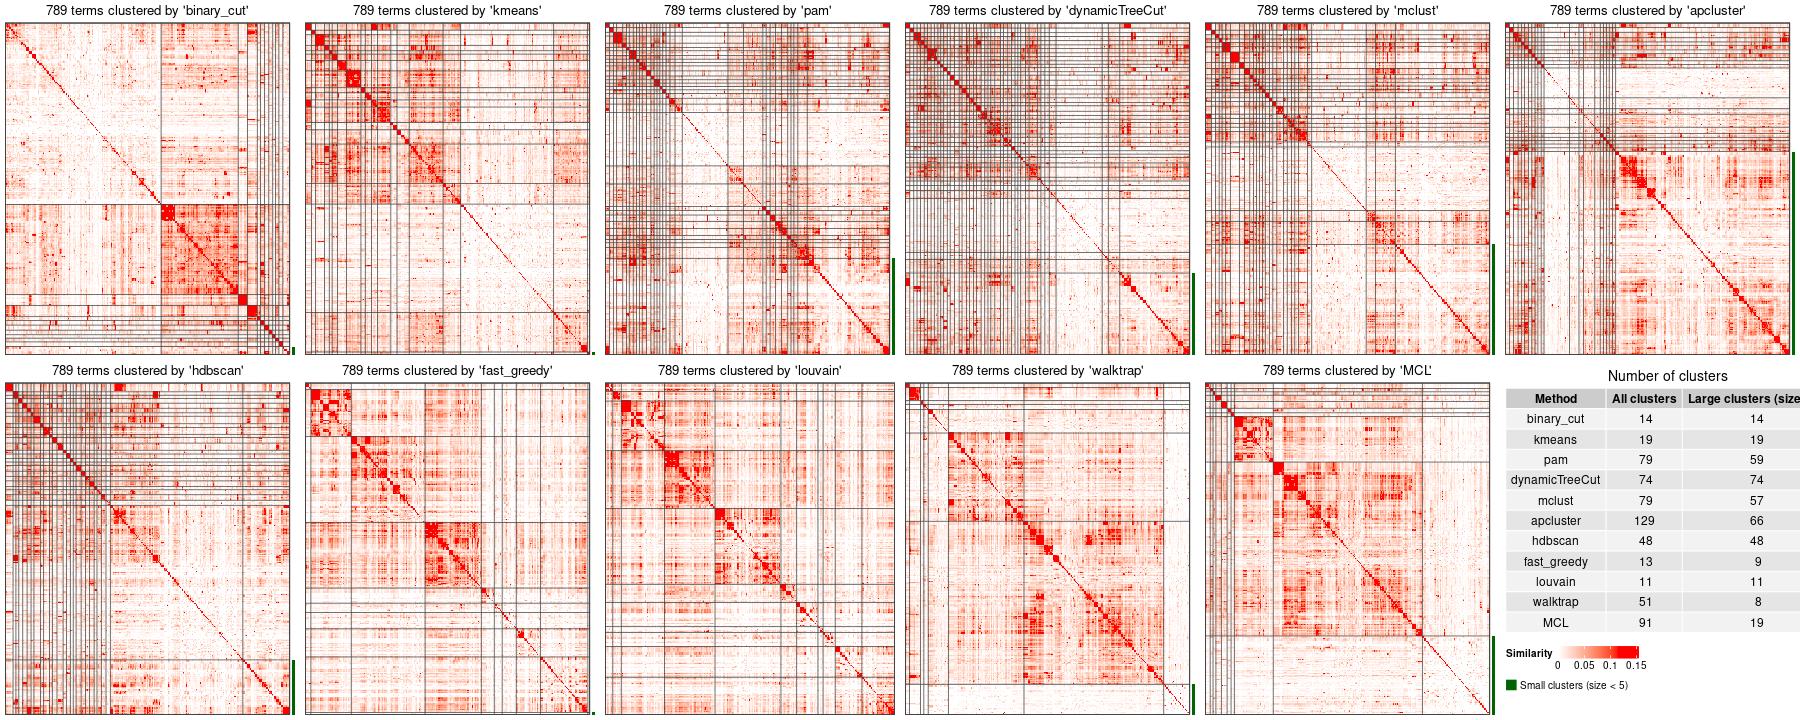 789 terms clustered by 'binary_cut'
789 terms clustered by 'kmeans'
789 terms clustered by 'pam'
789 terms clustered by 'dynamicTreeCut'
789 terms clustered by 'mclust'
789 terms clustered by 'apcluster'
789 terms clustered by 'hdbscan'
789 terms clustered by 'fast_greedy'
789 terms clustered by 'louvain'
789 terms clustered by 'walktrap'
789 terms clustered by 'MCL'
Number of clusters
Method All clusters Large clusters (size
binary_cut 14 14
kmeans 19 19
pam 79 59
dynamicTreeCut 74 74
mclust 79 57
apcluster 129 66
hdbscan 48 48
fast_greedy 13 9
louvain 11 11
walktrap 51 8
MCL 91 19
Similarity
0 0.05 0.1 0.15
Small clusters (size < 5)